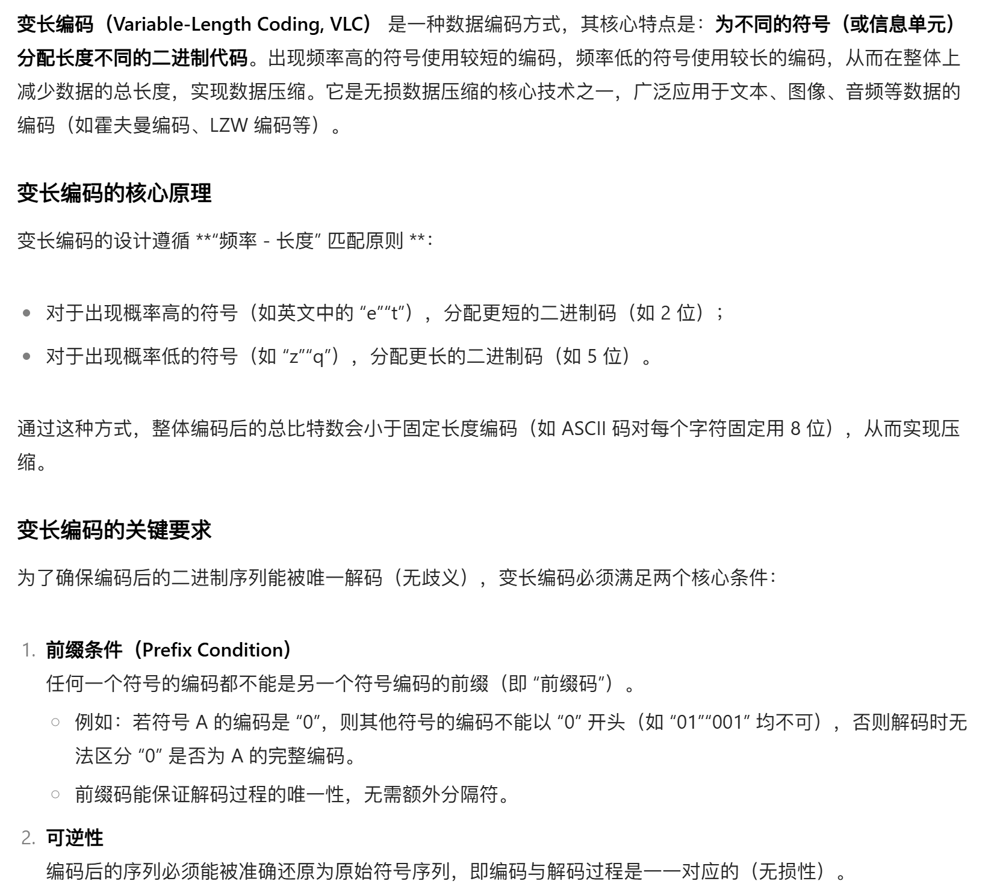 变长编码（Variable-Length Coding, VLC） 是一种数据编码方式，其核心特点是：为不同的符号（或信息单元）
分配长度不同的二进制代码。出现频率高的符号使用较短的编码，频率低的符号使用较长的编码，从而在整体上
减少数据的总长度，实现数据压缩。它是无损数据压缩的核心技术之一，广泛应用于文本、图像、音频等数据的
编码（如霍夫曼编码、LZW 编码等）。
变长编码的核心原理
变长编码的设计遵循 **“频率 - 长度” 匹配原则 **：
• 对于出现概率高的符号（如英文中的 “e”“t”），分配更短的二进制码（如 2 位）；
• 对于出现概率低的符号（如 “z”“q”），分配更长的二进制码（如 5 位）。
通过这种方式，整体编码后的总比特数会小于固定长度编码（如 ASCII 码对每个字符固定用 8 位），从而实现压
缩。
变长编码的关键要求
为了确保编码后的二进制序列能被唯一解码（无歧义），变长编码必须满足两个核心条件：
1. 前缀条件（Prefix Condition）
任何一个符号的编码都不能是另一个符号编码的前缀（即 “前缀码”）。
○ 例如：若符号 A 的编码是 “0”，则其他符号的编码不能以 “0” 开头（如 “01”“001” 均不可），否则解码时无
法区分 “0” 是否为 A 的完整编码。
○ 前缀码能保证解码过程的唯一性，无需额外分隔符。
2. 可逆性
编码后的序列必须能被准确还原为原始符号序列，即编码与解码过程是一一对应的（无损性）。